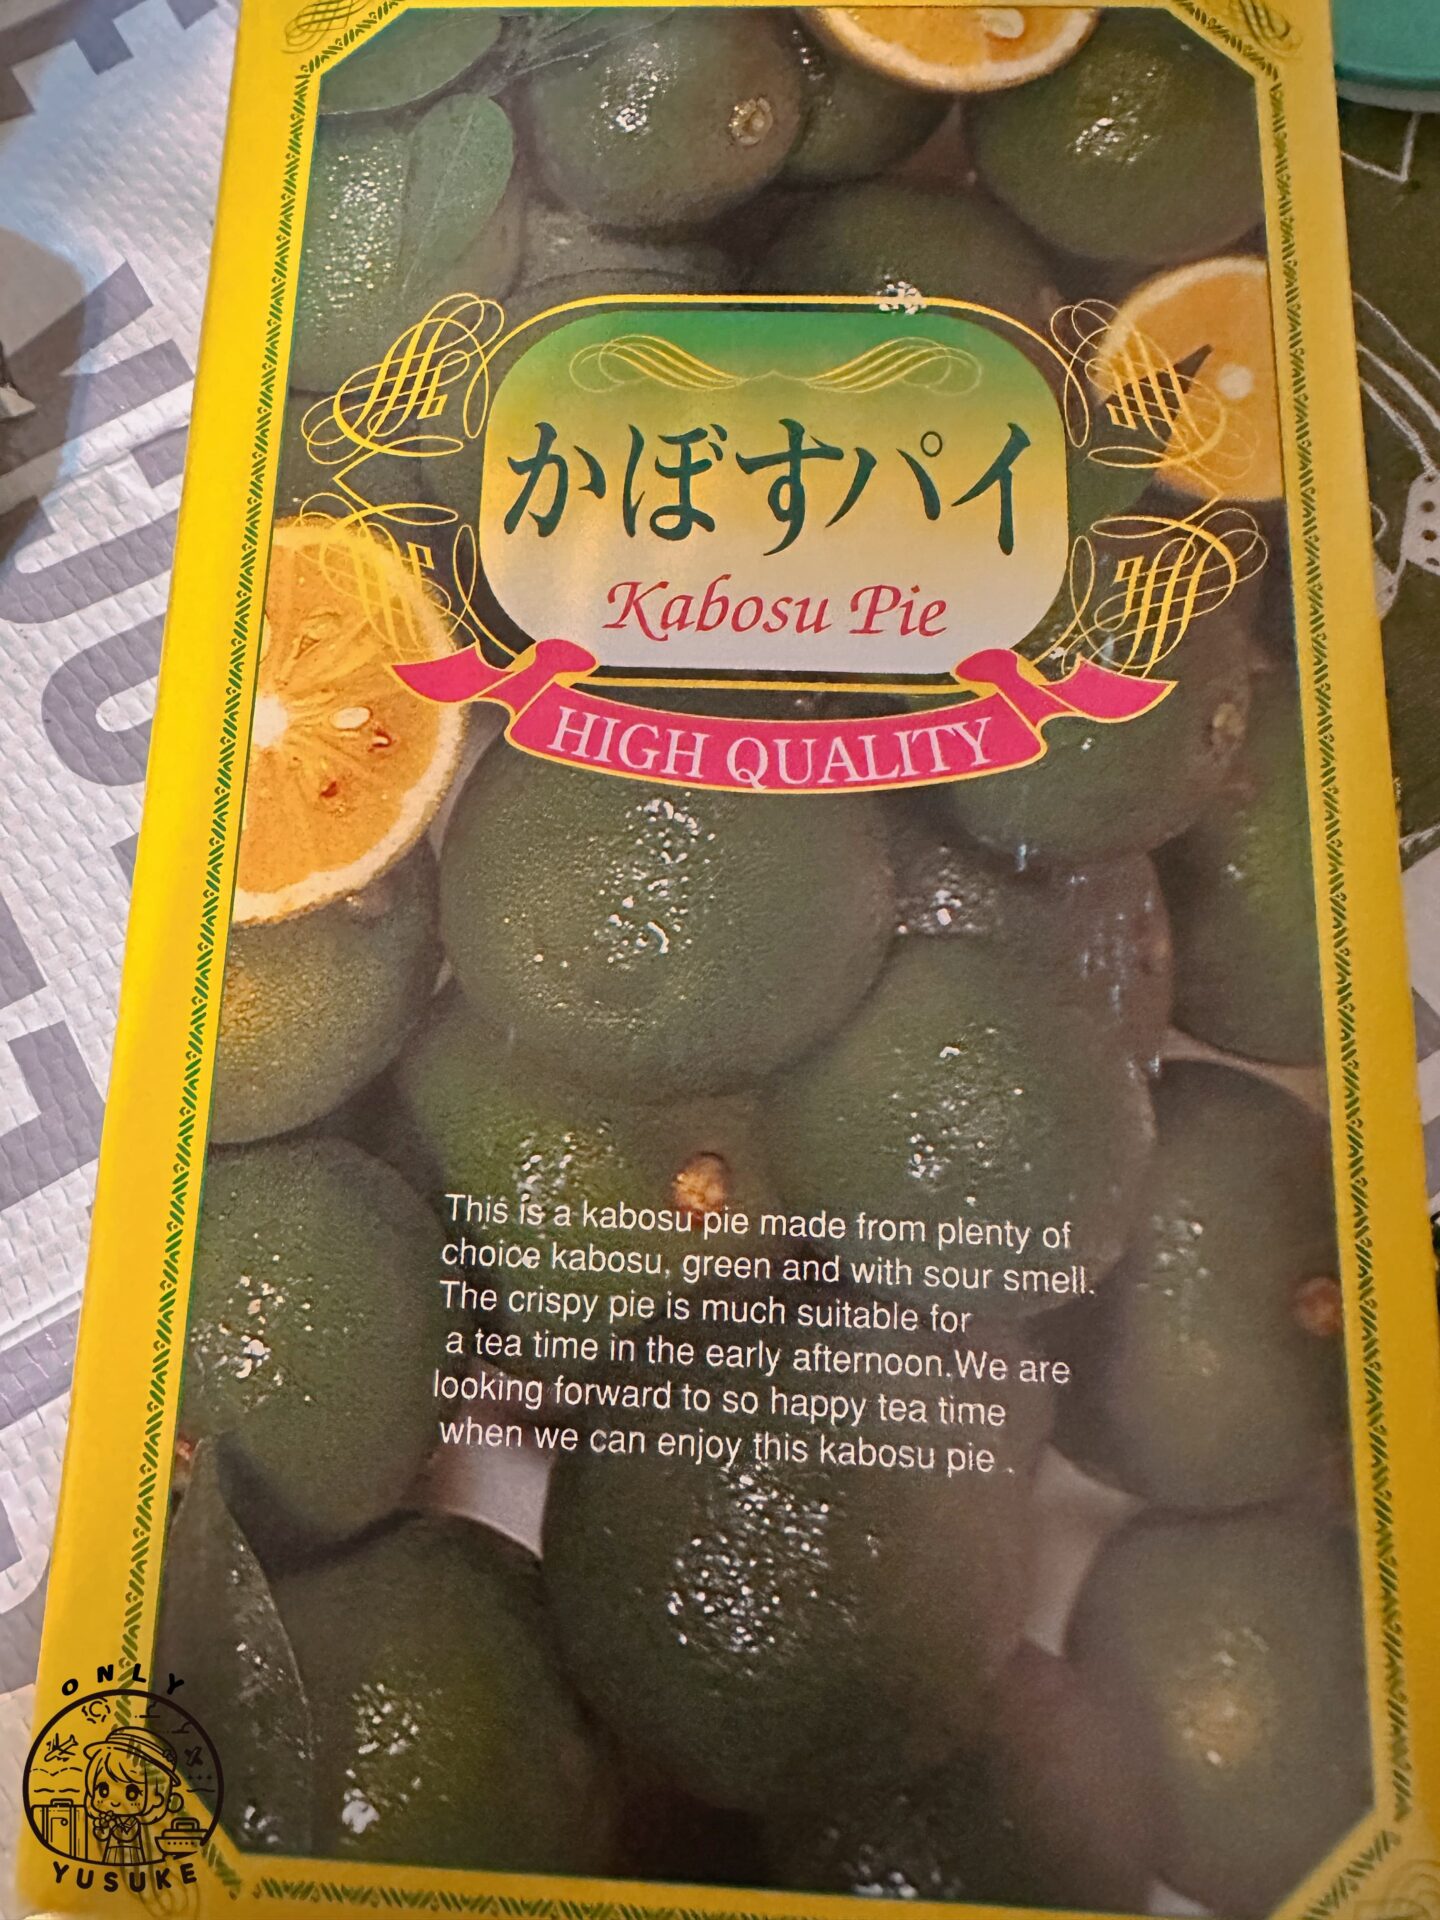 かぼすパイ
Kabosu Pie
HIGH QUALITY
This is a kabosu pie made from plenty of
choice kabosu, green and with sour smell.
The crispy pie is much suitable for
a tea time in the early afternoon.We are
looking forward to so happy tea time
when we can enjoy this kabosu pie .
ONLY
YUSUKE